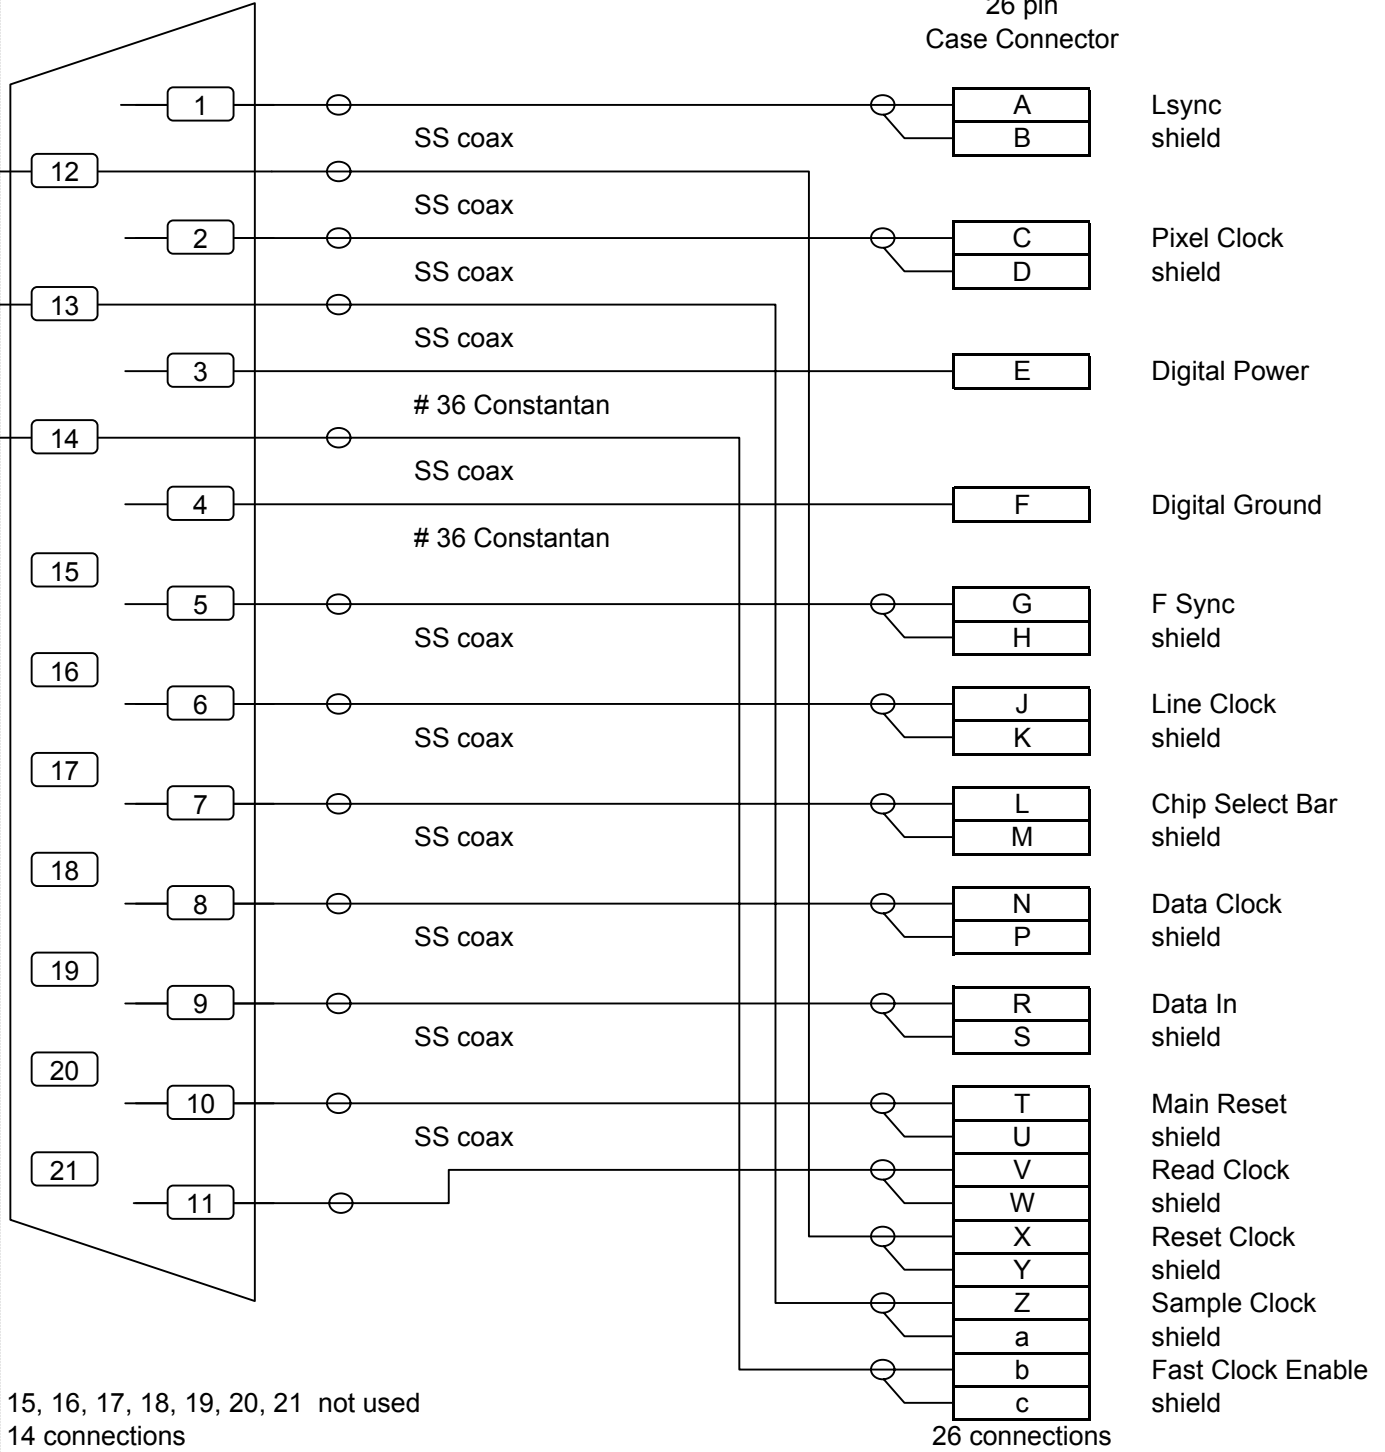 26 pin
Case Connector
1 A Lsync
SS coax B shield
12
SS coax
2 C Pixel Clock
SS coax D shield
13
SS coax
3 E Digital Power
# 36 Constantan
14
SS coax
4 F Digital Ground
# 36 Constantan
15
5 G F Sync
SS coax H shield
16
6 J Line Clock
SS coax K shield
17
7 L Chip Select Bar
SS coax M shield
18
8 N Data Clock
SS coax P shield
19
9 R Data In
SS coax S shield
20
10 T Main Reset
SS coax U shield
21 V Read Clock
11 W shield
X Reset Clock
Y shield
Z Sample Clock
a shield
b Fast Clock Enable
c shield
15, 16, 17, 18, 19, 20, 21 not used
14 connections 26 connections